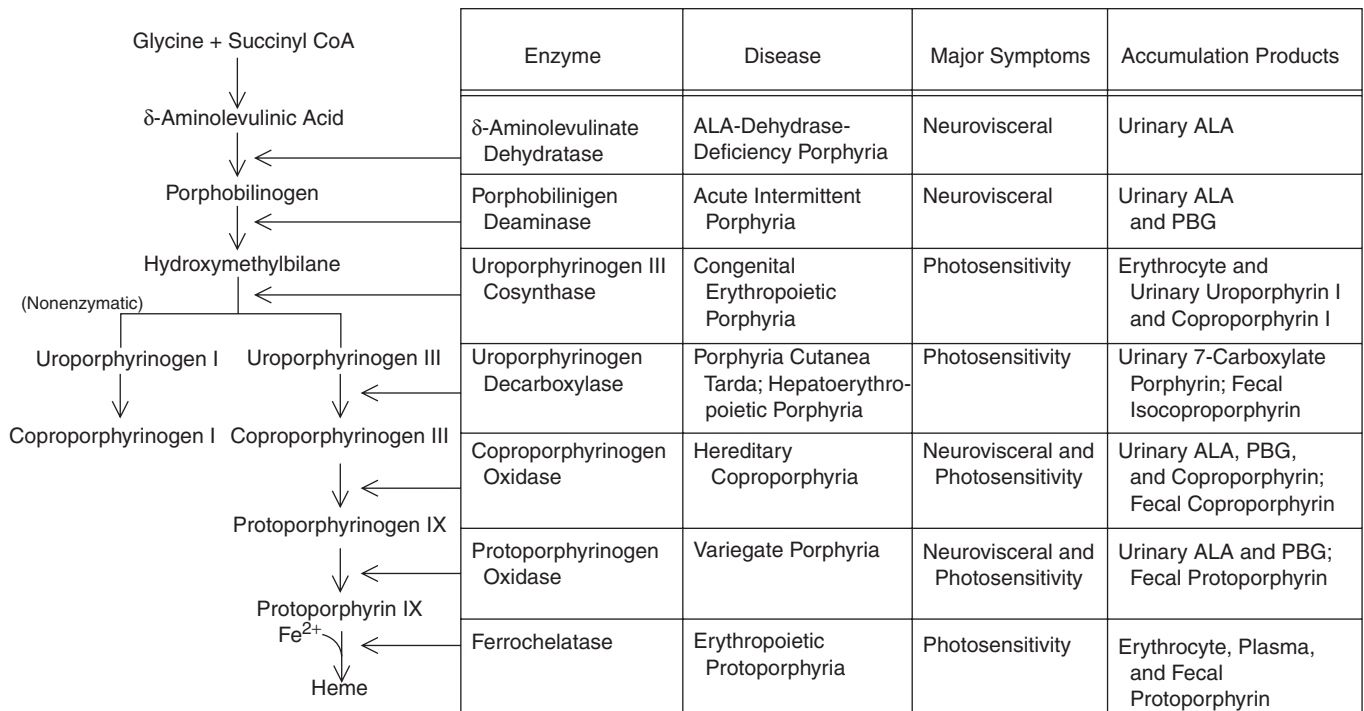 Glycine + Succinyl CoA
δ-Aminolevulinic Acid
Porphobilinogen
Hydroxymethylbilane
(Nonenzymatic)
Uroporphyrinogen I
Uroporphyrinogen III
Coproporphyrinogen I
Coproporphyrinogen III
Protoporphyrinogen IX
Protoporphyrin IX
Fe2+
Heme
Enzyme
Disease
Major Symptoms
Accumulation Products
δ-Aminolevulinate
Dehydratase
ALA-Dehydrase-
Deficiency Porphyria
Neurovisceral
Urinary ALA
Porphobilinigen
Deaminase
Acute Intermittent
Porphyria
Neurovisceral
Urinary ALA
and PBG
Uroporphyrinogen III
Cosynthase
Congenital
Erythropoietic
Porphyria
Photosensitivity
Erythrocyte and
Urinary Uroporphyrin I
and Coproporphyrin I
Uroporphyrinogen
Decarboxylase
Porphyria Cutanea
Tarda; Hepatoerythro-
poietic Porphyria
Photosensitivity
Urinary 7-Carboxylate
Porphyrin; Fecal
Isocoproporphyrin
Coproporphyrinogen
Oxidase
Hereditary
Coproporphyria
Neurovisceral and
Photosensitivity
Urinary ALA, PBG,
and Coproporphyrin;
Fecal Coproporphyrin
Protoporphyrinogen
Oxidase
Variegate Porphyria
Neurovisceral and
Photosensitivity
Urinary ALA and PBG;
Fecal Protoporphyrin
Ferrochelatase
Erythropoietic
Protoporphyria
Photosensitivity
Erythrocyte, Plasma,
and Fecal
Protoporphyrin